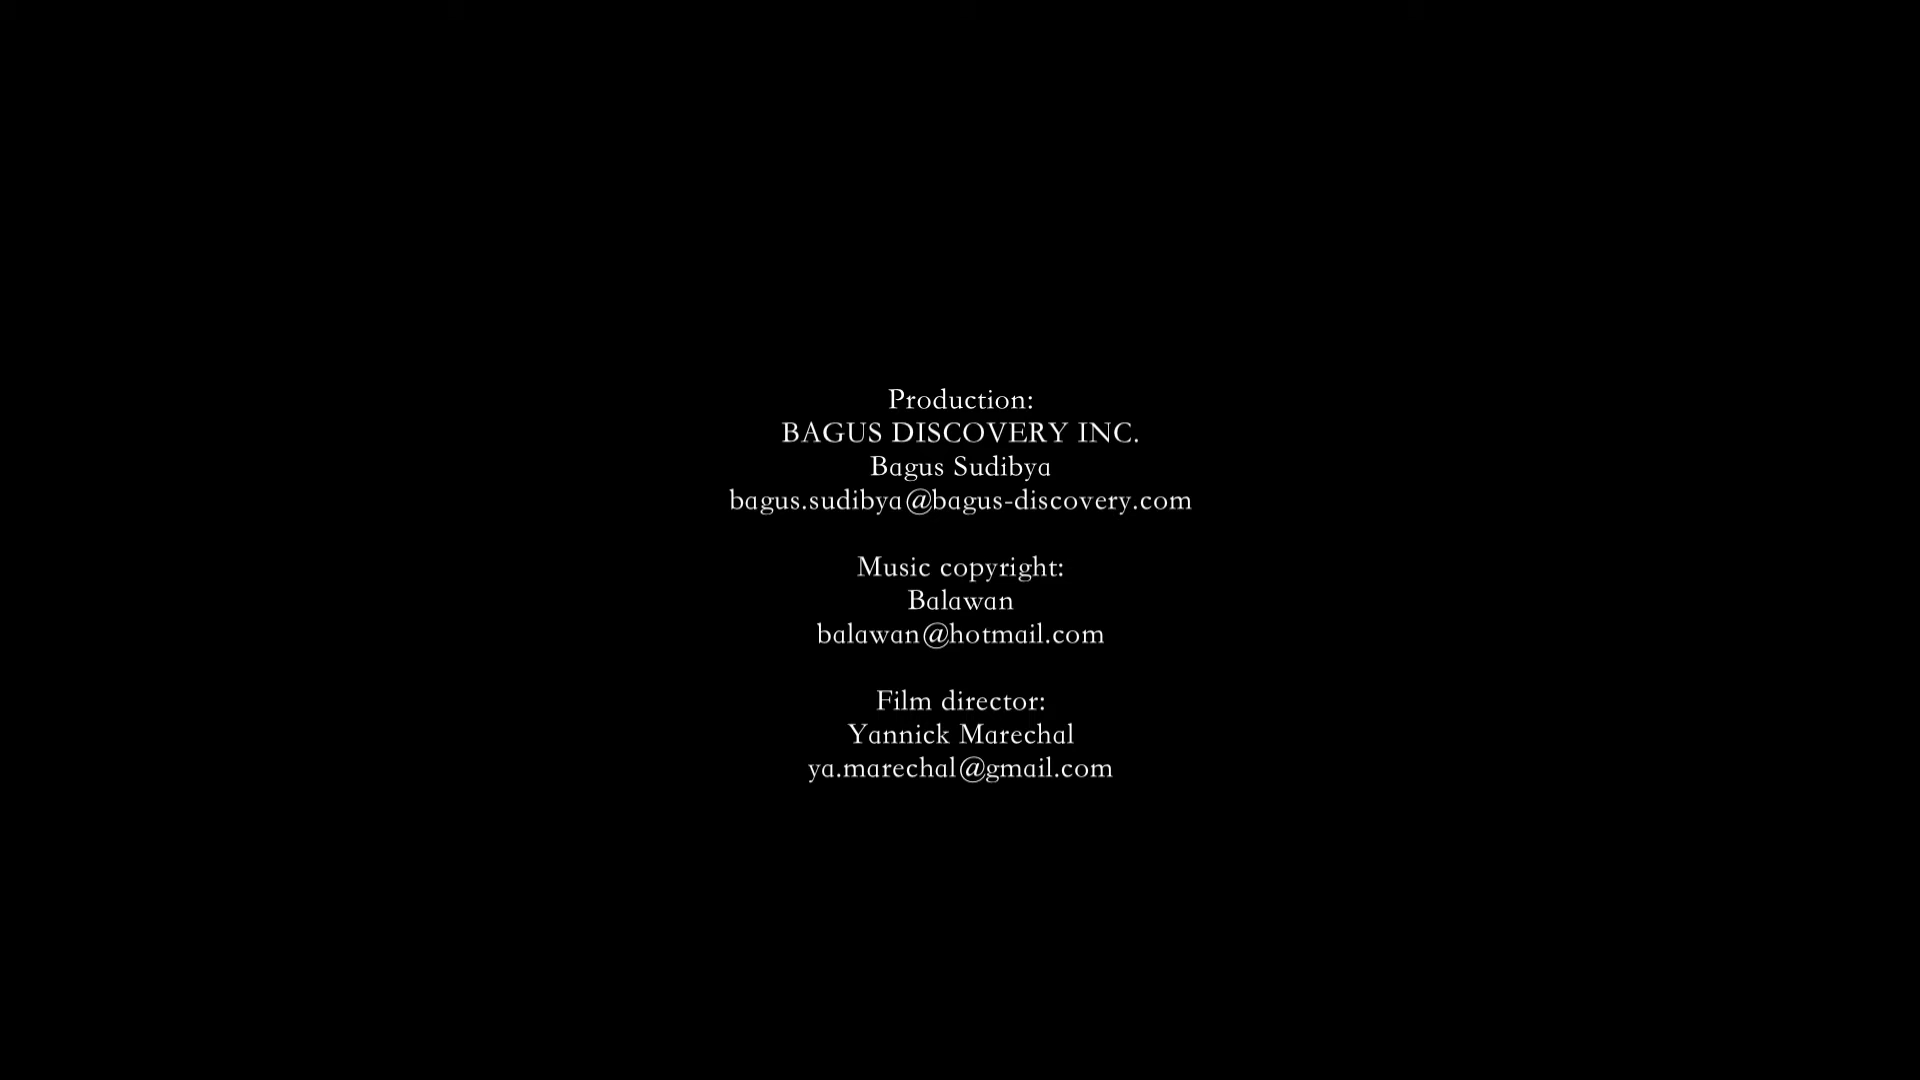 Production:
BAGUS DISCOVERY INC.
Bagus Sudibya
bagus.sudibya@bagus-discovery.com
Music copyright:
Balawan
balawan@hotmail.com
Film director:
Yannick Marechal
ya.marechal@gmail.com